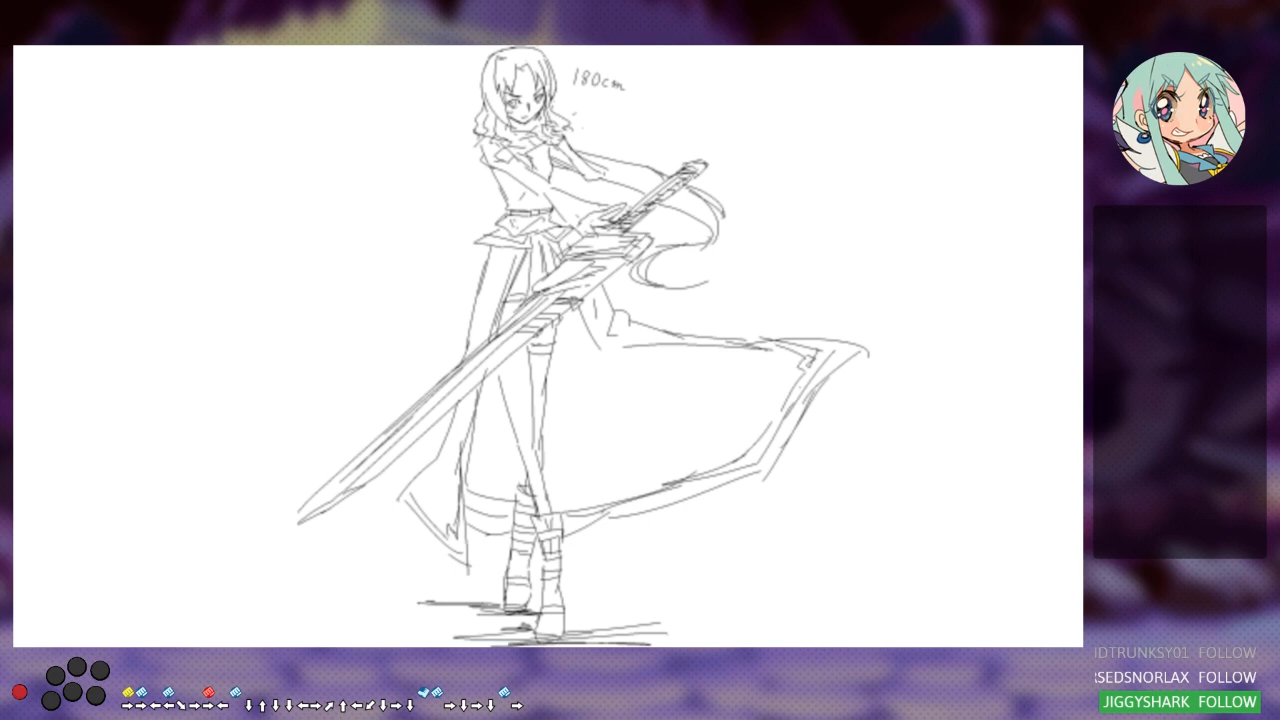 180cm
IDTRUNKSY01 FOLLOW
SEDSNORLAX FOLLOW
JIGGYSHARK FOLLOW